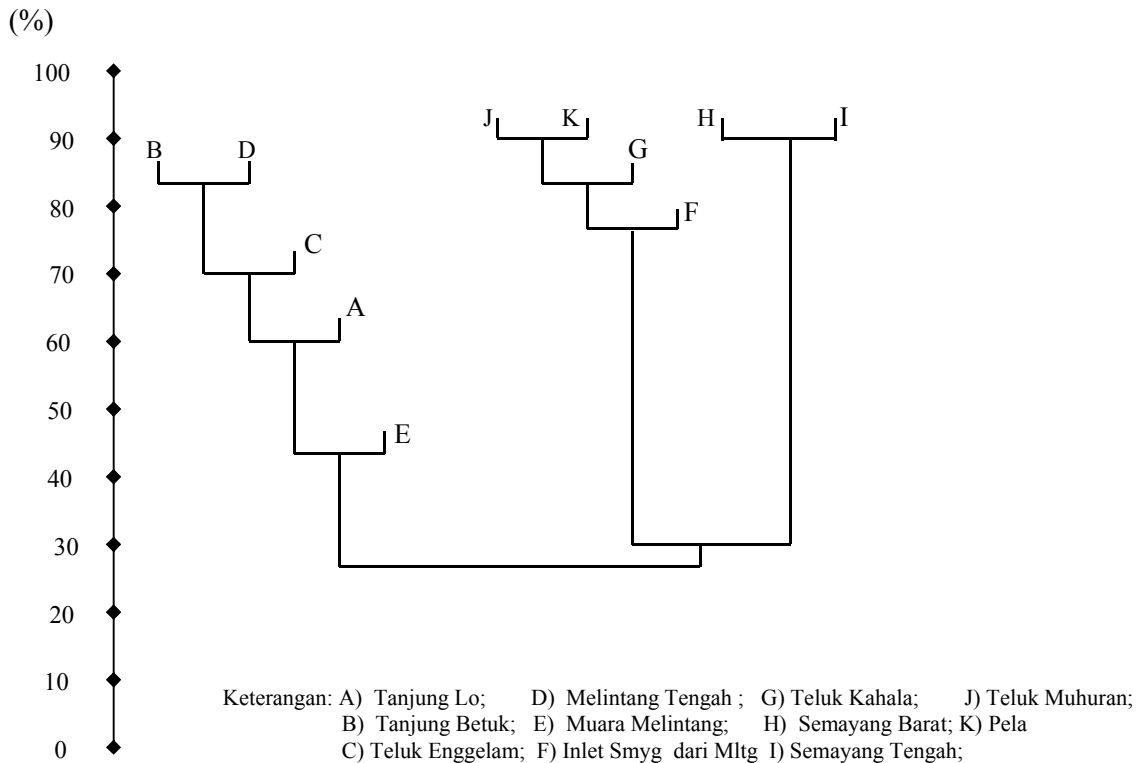 (%)
100
J K H I
90
B D G
80
F
70
C
60
A
50
E
40
30
20
10
Keterangan: A) Tanjung Lo; D) Melintang Tengah ; G) Teluk Kahala; J) Teluk Muhuran;
B) Tanjung Betuk; E) Muara Melintang; H) Semayang Barat; K) Pela
0
C) Teluk Enggelam; F) Inlet Smyg dari Mltg I) Semayang Tengah;